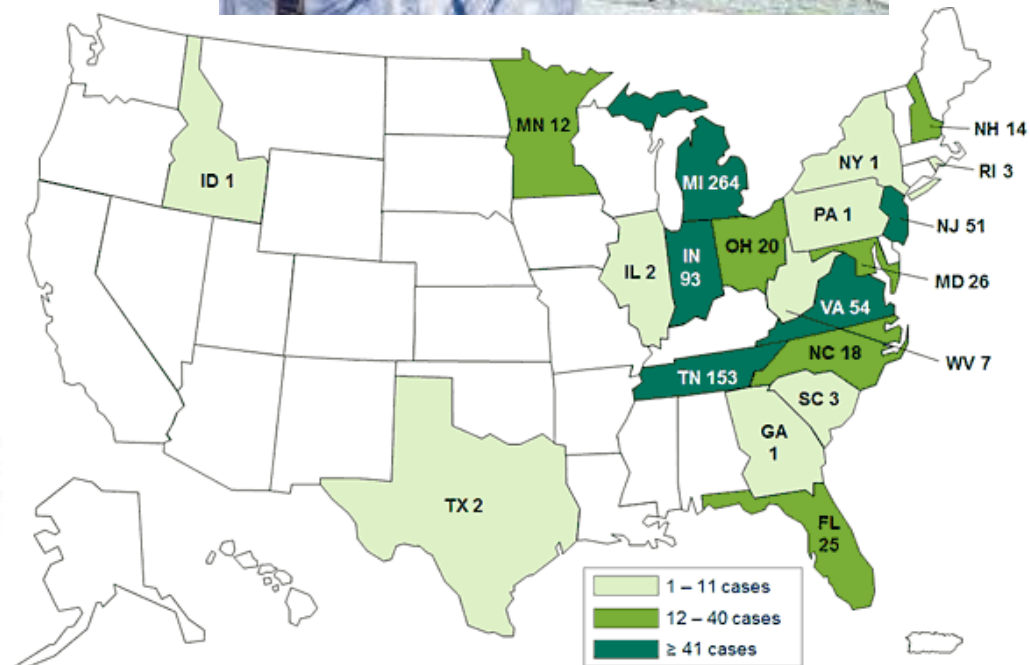 MN 12
NH 14
NY 1
RI 3
ID 1
MI 264
PA 1
NJ 51
OH 20
IN
93
IL 2
MD 26
VA 54
NC 18
WV 7
TN 153
SC 3
GA
1
TX 2
FL
25
1 – 11 cases
12 – 40 cases
≥ 41 cases